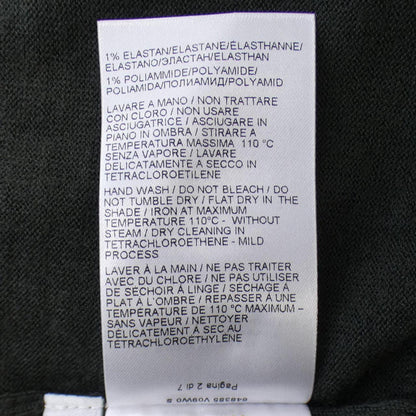 1% ELASTAN/ELASTANE/ÉLASTHANNE/
ELASTANO/ЭЛАСТАН/ELASTHAN
1% POLIAMMIDE/POLYAMIDE/
POLIAMIDA/ПОЛИАМИД/POLYAMID
LAVARE A MANO / NON TRATTARE
CON CLORO / NON USARE
ASCIUGATRICE / ASCIUGARE IN
PIANO IN OMBRA / STIRARE A
TEMPERATURA MASSIMA 110 °C
SENZA VAPORE / LAVARE
DELICATAMENTE A SECCO IN
TETRACLOROETILENE
HAND WASH / DO NOT BLEACH / DO
NOT TUMBLE DRY / FLAT DRY IN THE
SHADE / IRON AT MAXIMUM
TEMPERATURE 110°C - WITHOUT
STEAM / DRY CLEANING IN
TETRACHLOROETHENE - MILD
PROCESS
LAVER À LA MAIN / NE PAS TRAITER
AVEC DU CHLORE / NE PAS UTILISER
DE SÉCHOIR À LINGE / SÈCHAGE À
PLAT À L'OMBRE / REPASSER À UNE
TEMPÉRATURE DE 110 °C MAXIMUM –
SANS VAPEUR / NETTOYER
DÉLICATEMENT À SEC AU
TÉTRACHLOROÉTHYLÈNE
Pagina 2 di 7
648385 V09W0 S